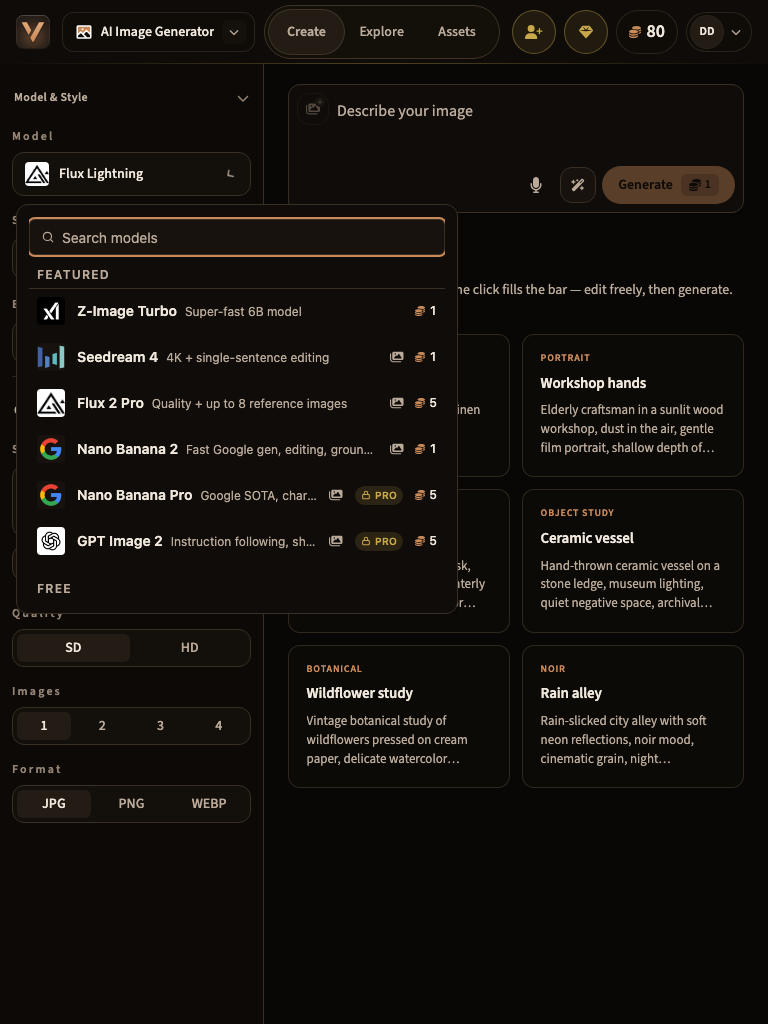 AI Image Generator
Create
Explore
Assets
80
DD
Model & Style
Model
Flux Lightning
Describe your image
Generate
1
Search models
FEATURED
Z-Image Turbo Super-fast 6B model 1
Seedream 4 4K + single-sentence editing 1
Flux 2 Pro Quality + up to 8 reference images 5
Nano Banana 2 Fast Google gen, editing, groun... 1
Nano Banana Pro Google SOTA, char... PRO 5
GPT Image 2 Instruction following, sh... PRO 5
FREE
click fills the bar — edit freely, then generate.
PORTRAIT
Workshop hands
Elderly craftsman in a sunlit wood
workshop, dust in the air, gentle
film portrait, shallow depth of…
OBJECT STUDY
Ceramic vessel
Hand-thrown ceramic vessel on a
stone ledge, museum lighting,
quiet negative space, archival…
Quality
SD
HD
Images
1
2
3
4
Format
JPG
PNG
WEBP
BOTANICAL
Wildflower study
Vintage botanical study of
wildflowers pressed on cream
paper, delicate watercolor…
NOIR
Rain alley
Rain-slicked city alley with soft
neon reflections, noir mood,
cinematic grain, night…